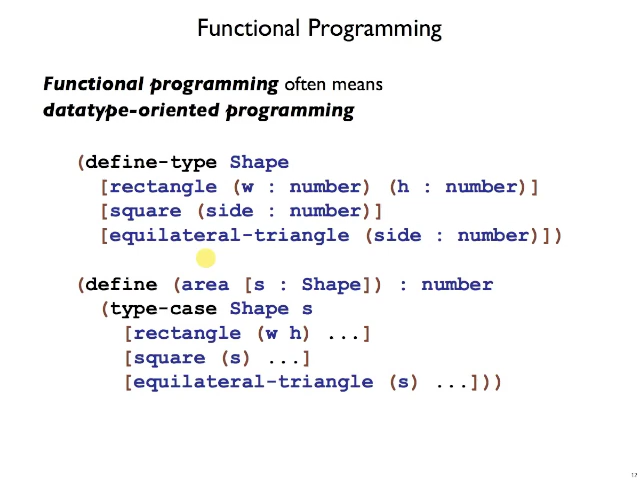 Functional Programming
Functional programming often means
datatype-oriented programming
(define-type Shape
[rectangle (w : number) (h : number)]
[square (side : number)]
[equilateral-triangle (side : number)])
(define (area [s : Shape]) : number
(type-case Shape s
[rectangle (w h) ...]
[square (s) ...]
[equilateral-triangle (s) ...]))